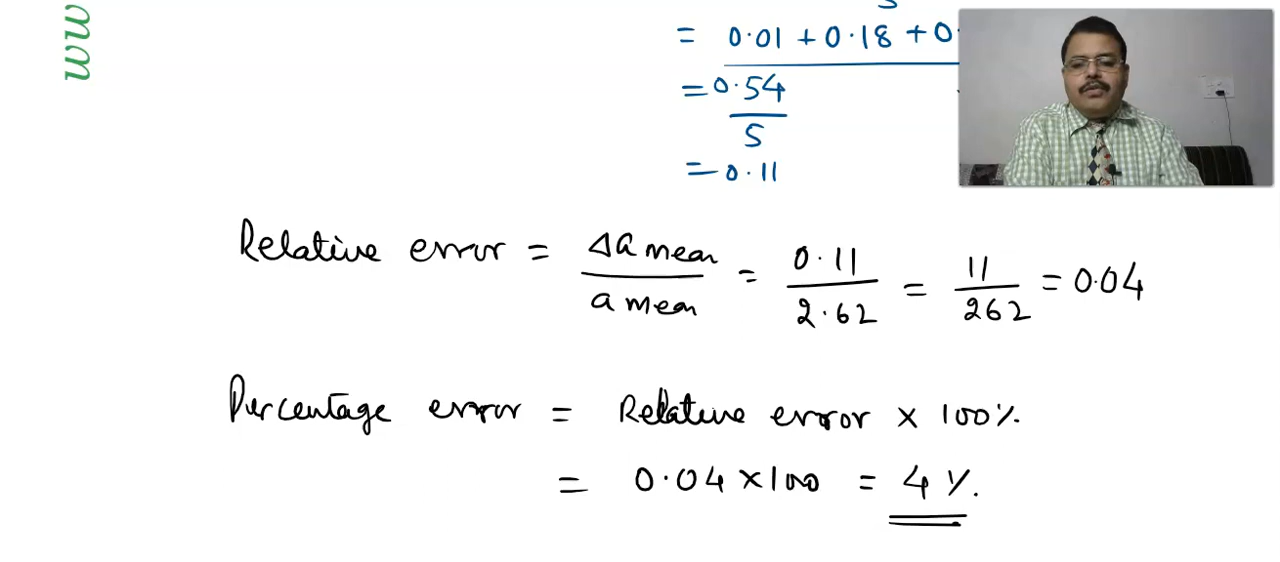 ww
= 0.01 + 0.18 + 0.
= 0.54
5
= 0.11
Relative error = Δa mean / a mean = 0.11 / 2.62 = 11 / 262 = 0.04
Percentage error = Relative error × 100%
= 0.04 × 100 = 4%.